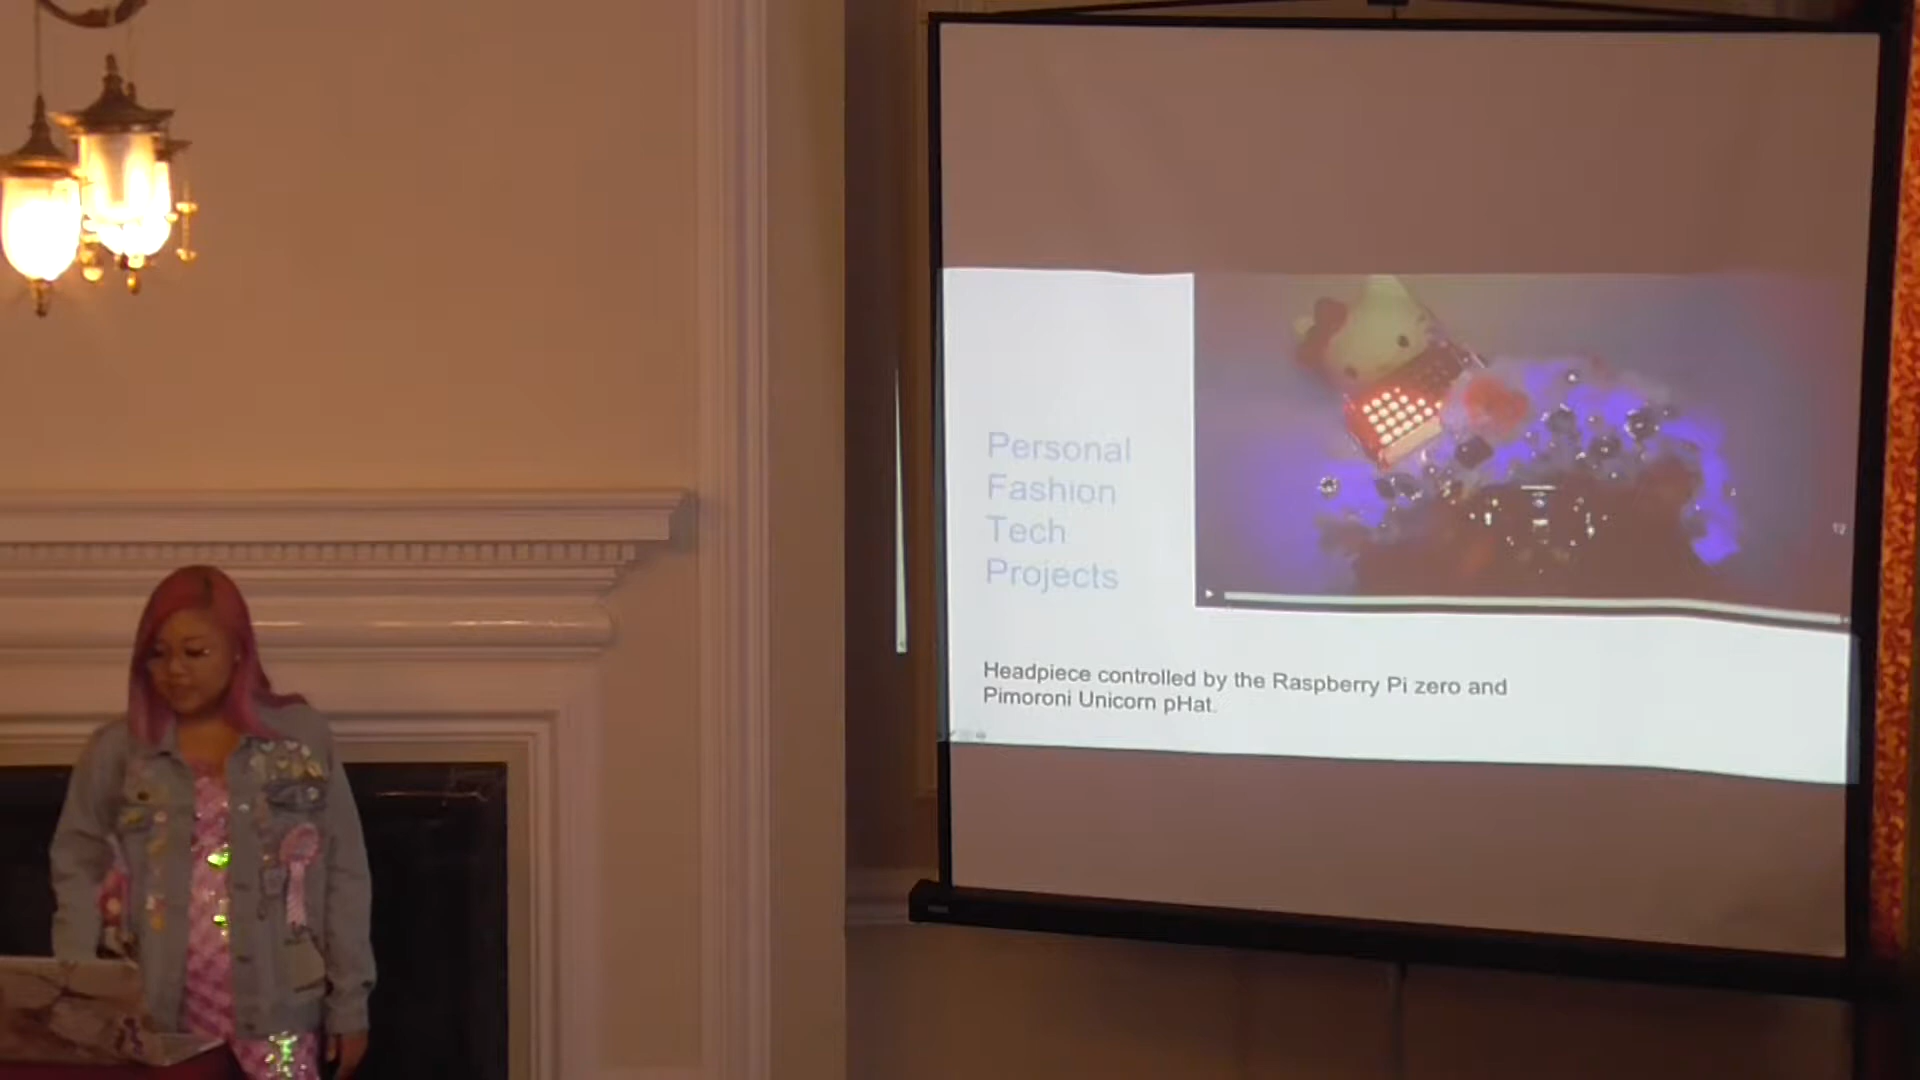 Personal
Fashion
Tech
Projects
Headpiece controlled by the Raspberry Pi zero and
Pimoroni Unicorn pHat.